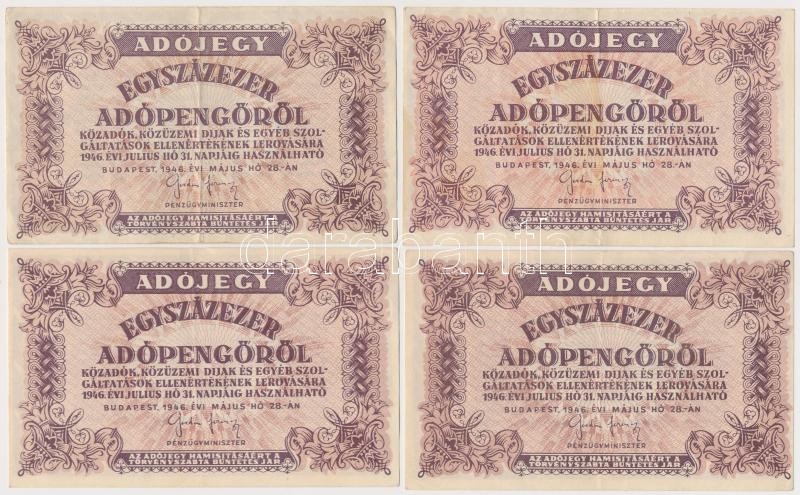 ADÓJEGY
EGYSZÁZEZER
ADÓPENGŐRŐL
KÖZADÓK, KÖZÜZEMI DIJAK ÉS EGYÉB SZOL-
GÁLTATÁSOK ELLENÉRTÉKÉNEK LEROVÁSÁRA
1946. ÉVI JULIUS HÓ 31. NAPJÁIG HASZNÁLHATÓ
BUDAPEST, 1946. ÉVI MÁJUS HÓ 28.-ÁN
PÉNZÜGYMINISZTER
AZ ADÓJEGY HAMISITÁSÁÉRT A
TÖRVÉNYSZABTA BÜNTETÉS JÁR.
ADÓJEGY
EGYSZÁZEZER
ADÓPENGŐRŐL
KÖZADÓK, KÖZÜZEMI DIJAK ÉS EGYÉB SZOL-
GÁLTATÁSOK ELLENÉRTÉKÉNEK LEROVÁSÁRA
1946. ÉVI JULIUS HÓ 31. NAPJÁIG HASZNÁLHATÓ
BUDAPEST, 1946. ÉVI MÁJUS HÓ 28.-ÁN
PÉNZÜGYMINISZTER
AZ ADÓJEGY HAMISITÁSÁÉRT A
TÖRVÉNYSZABTA BÜNTETÉS JÁR.
darabanth
ADÓJEGY
EGYSZÁZEZER
ADÓPENGŐRŐL
KÖZADÓK, KÖZÜZEMI DIJAK ÉS EGYÉB SZOL-
GÁLTATÁSOK ELLENÉRTÉKÉNEK LEROVÁSÁRA
1946. ÉVI JULIUS HÓ 31. NAPJÁIG HASZNÁLHATÓ
BUDAPEST, 1946. ÉVI MÁJUS HÓ 28.-ÁN
PÉNZÜGYMINISZTER
AZ ADÓJEGY HAMISITÁSÁÉRT A
TÖRVÉNYSZABTA BÜNTETÉS JÁR.
ADÓJEGY
EGYSZÁZEZER
ADÓPENGŐRŐL
KÖZADÓK, KÖZÜZEMI DIJAK ÉS EGYÉB SZOL-
GÁLTATÁSOK ELLENÉRTÉKÉNEK LEROVÁSÁRA
1946. ÉVI JULIUS HÓ 31. NAPJÁIG HASZNÁLHATÓ
BUDAPEST, 1946. ÉVI MÁJUS HÓ 28.-ÁN
PÉNZÜGYMINISZTER
AZ ADÓJEGY HAMISITÁSÁÉRT A
TÖRVÉNYSZABTA BÜNTETÉS JÁR.